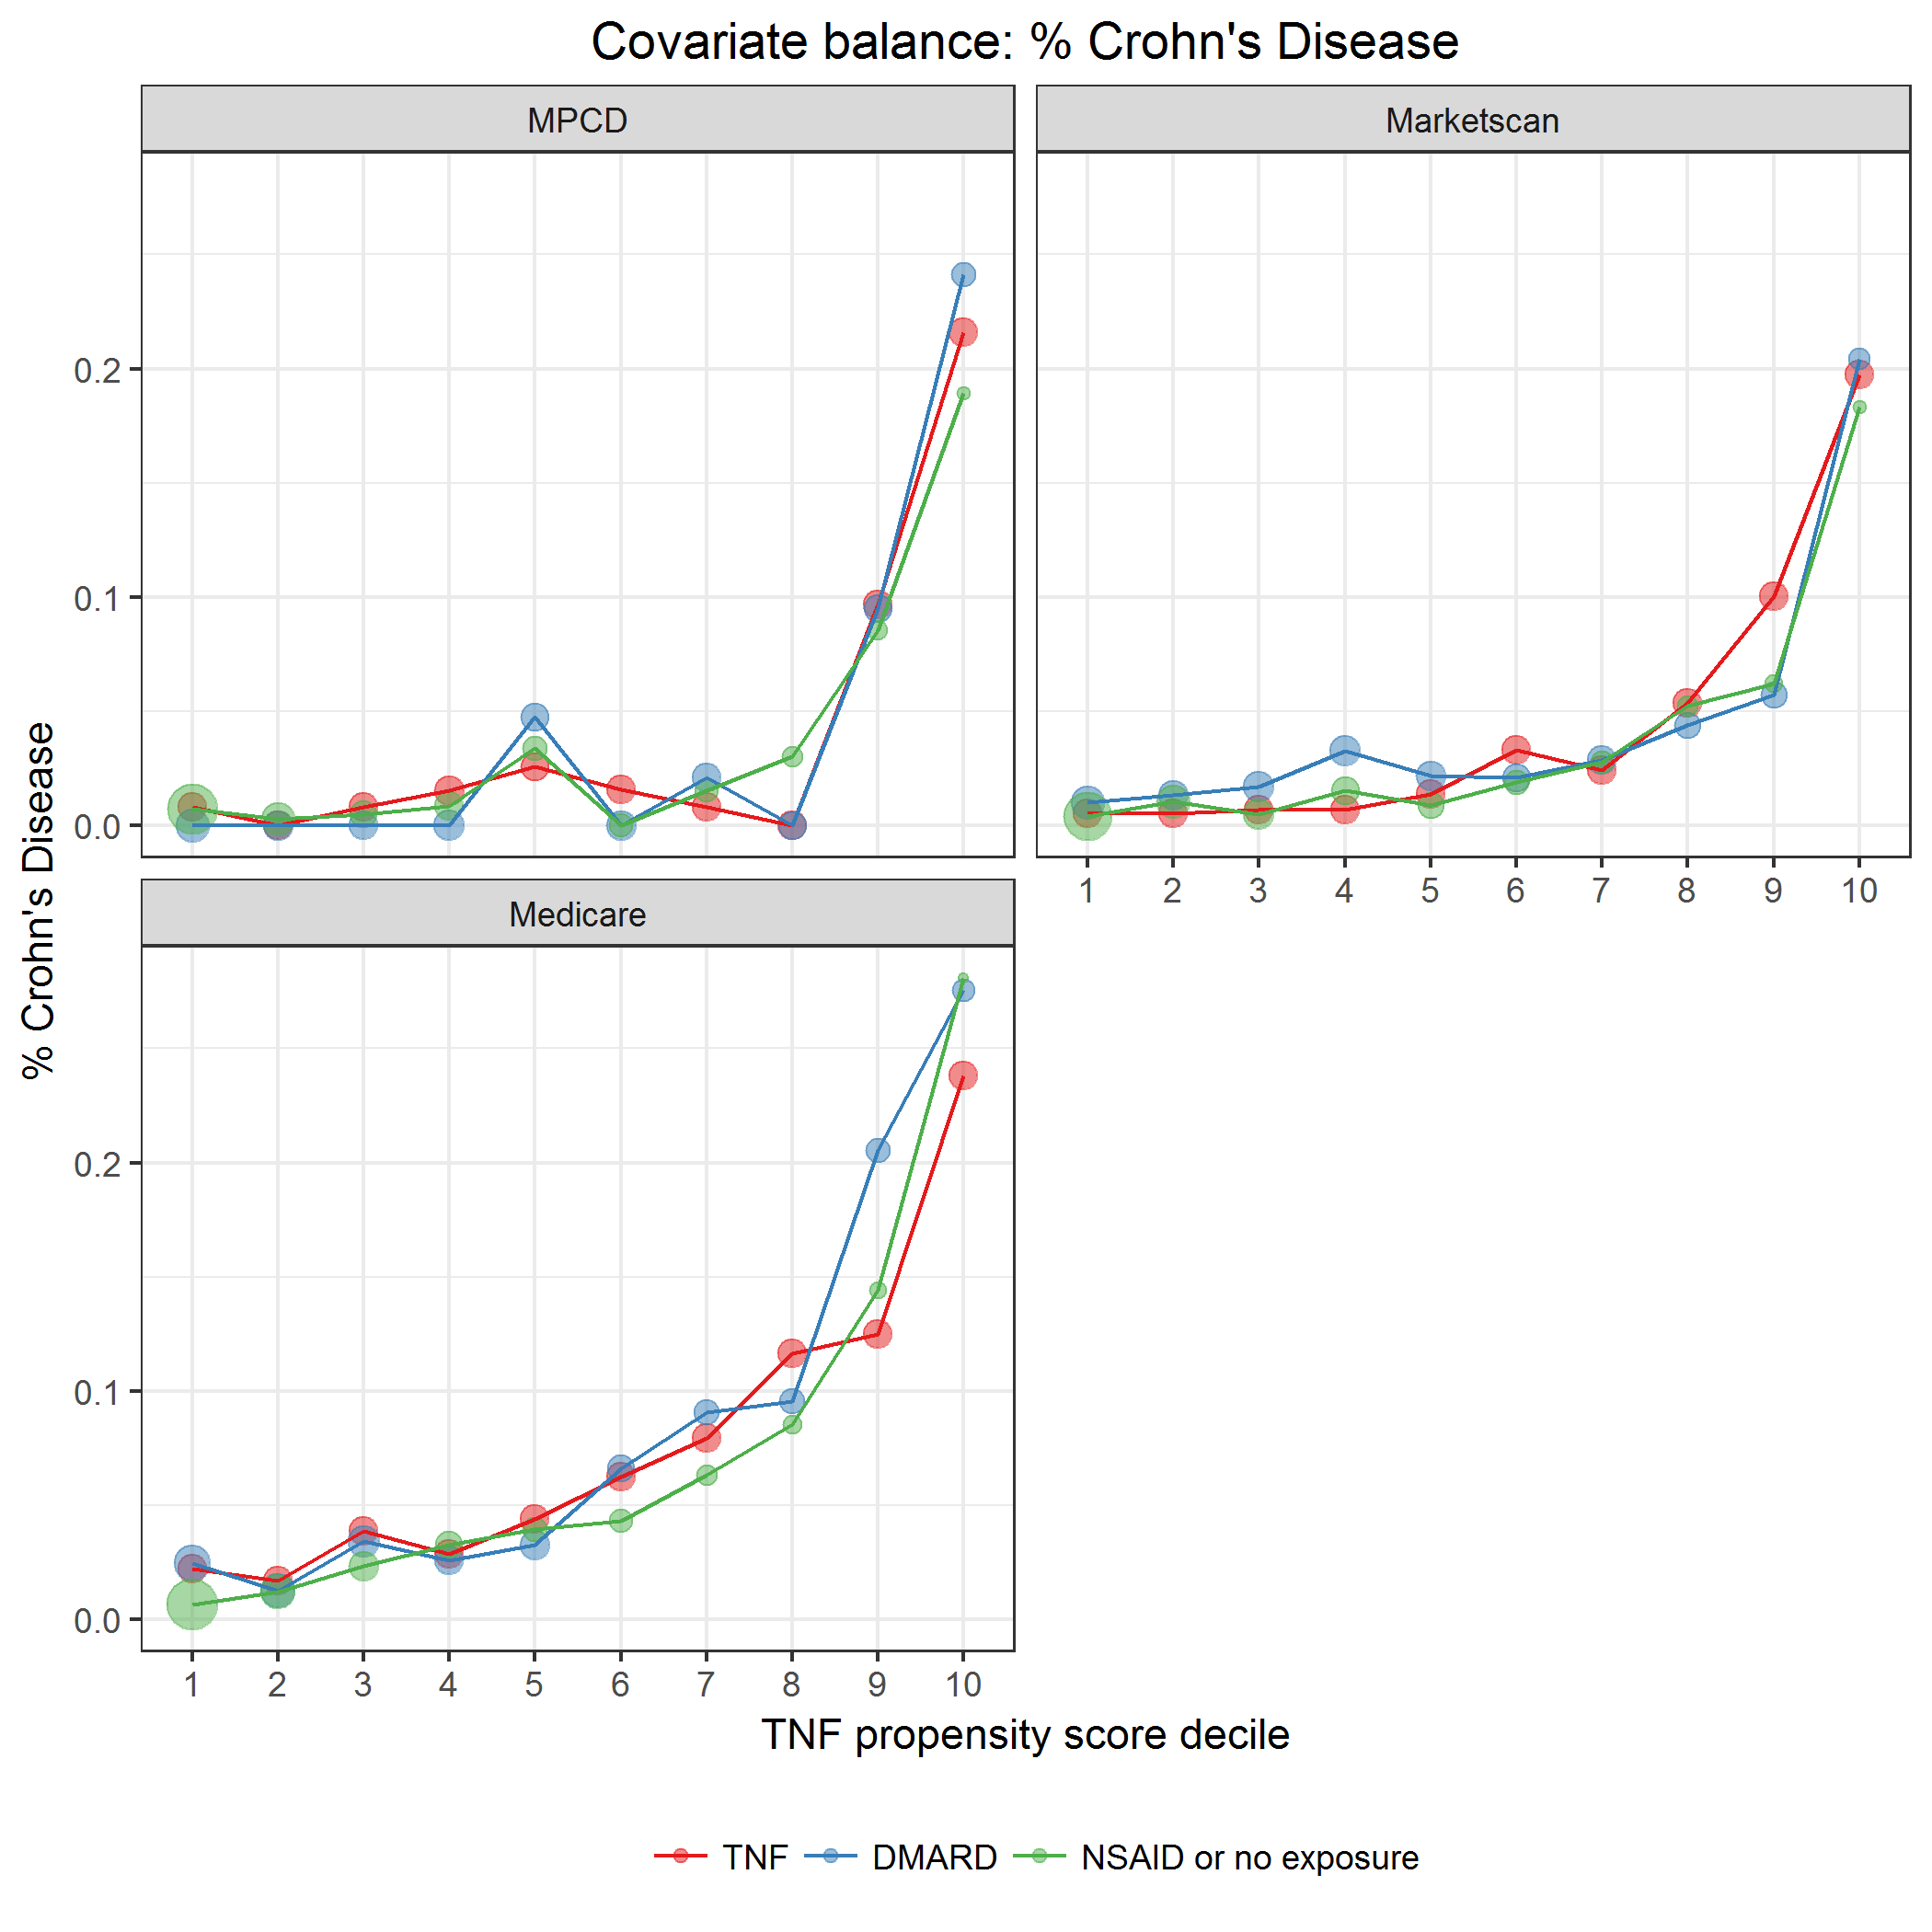 Covariate balance: % Crohn's Disease
MPCD
Marketscan
0.2
0.1
0.0
1 2 3 4 5 6 7 8 9 10
Medicare
% Crohn's Disease
0.2
0.1
0.0
1 2 3 4 5 6 7 8 9 10
TNF propensity score decile
TNF DMARD NSAID or no exposure